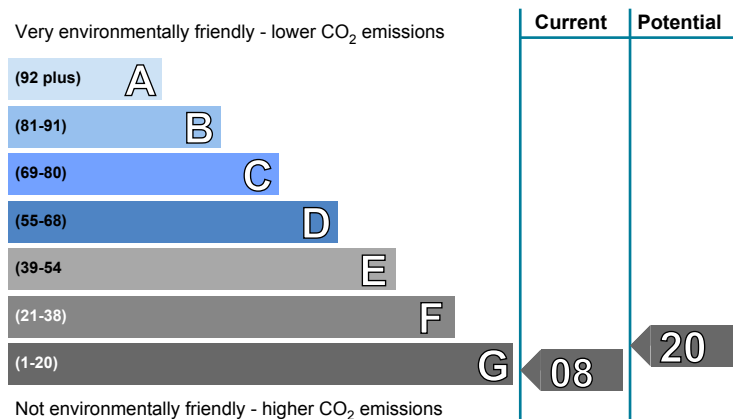 Current Potential
Very environmentally friendly - lower CO2 emissions
(92 plus) A
(81-91) B
(69-80) C
(55-68) D
(39-54 E
(21-38) F
(1-20) G
08
20
Not environmentally friendly - higher CO2 emissions